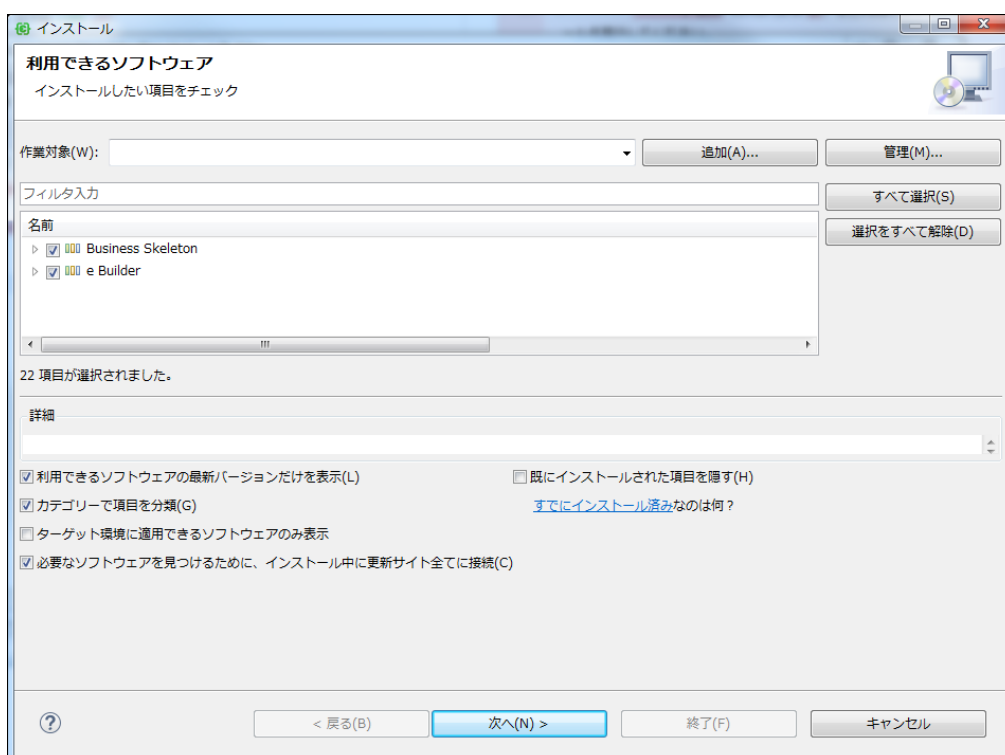 インストール
利用できるソフトウェア
インストールしたい項目をチェック
作業対象(W):
追加(A)...
管理(M)...
フィルタ入力
すべて選択(S)
名前
選択をすべて解除(D)
Business Skeleton
e Builder
22 項目が選択されました。
詳細
利用できるソフトウェアの最新バージョンだけを表示(L)
既にインストールされた項目を隠す(H)
カテゴリーで項目を分類(G)
すでにインストール済みなのは何？
ターゲット環境に適用できるソフトウェアのみ表示
必要なソフトウェアを見つけるために、インストール中に更新サイト全てに接続(C)
< 戻る(B)
次へ(N) >
終了(F)
キャンセル